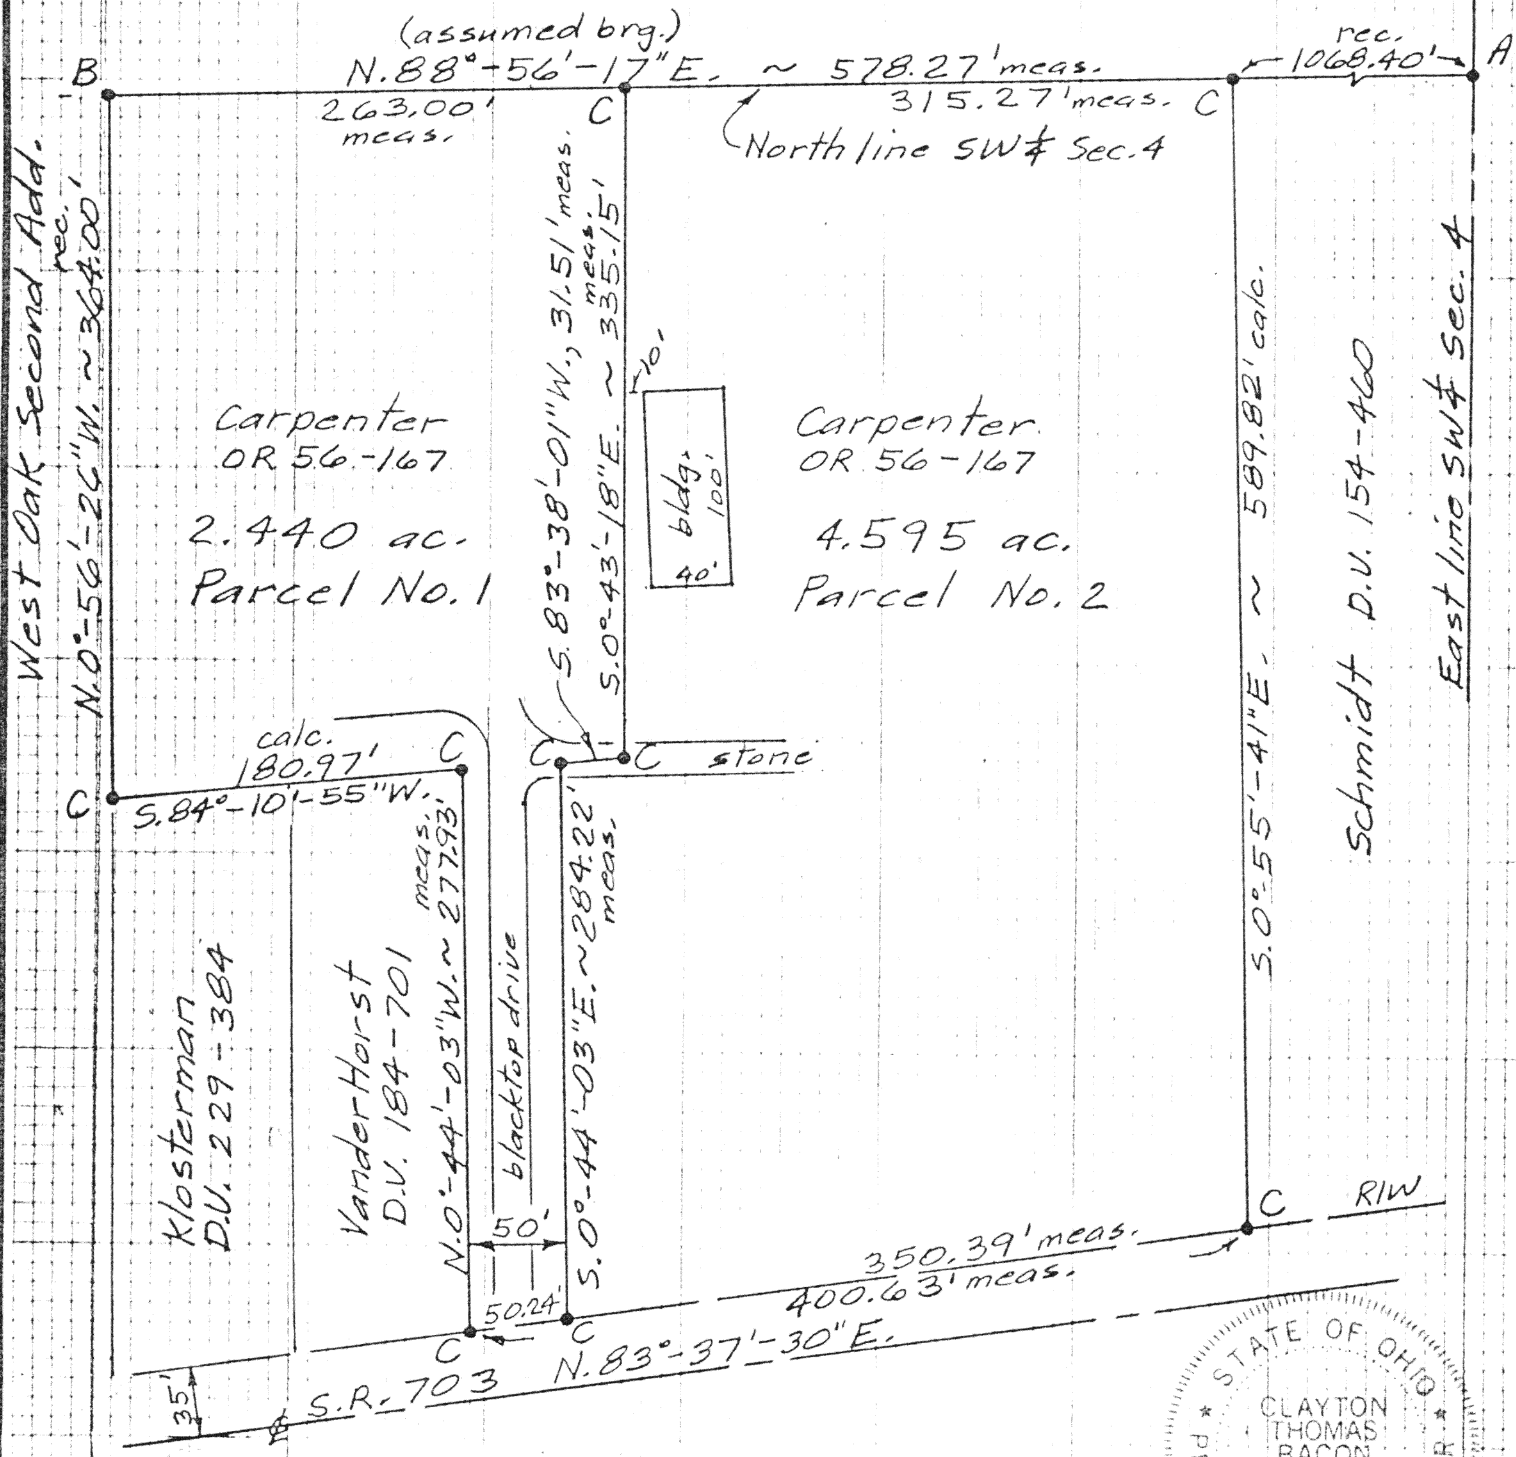 (assumed brg.)
N.88°-56'-17"E. ~ 578.27' meas.
rec.
1068.40'
A
B
263.00'
meas.
C
315.27' meas.
C
North line SW¼ Sec. 4
West Oak Second Add.
rec.
N.0°-56'-26"W. ~ 364.00'
S.83°-38'-01"W., 31.51' meas.
meas.
S.0°-43'-18"E. ~ 335.15'
10'
bldg.
100'
40'
Carpenter
OR 56-167
2.440 ac.
Parcel No. 1
Carpenter
OR 56-167
4.595 ac.
Parcel No. 2
S.0°-55'-41"E. ~ 589.82' calc.
Schmidt D.V. 154-460
East line SW¼ Sec. 4
calc.
180.97'
S.84°-10'-55"W.
C
C
C
C
stone
meas.
N.0°-44'-03"W. ~ 277.93'
S.0°-44'-03"E. ~ 284.22'
meas.
blacktop drive
Klosterman
D.V. 229-384
VanderHorst
D.V. 184-701
50'
50.24'
C
C
C
R/W
350.39' meas.
400.63' meas.
N.83°-37'-30"E.
S.R. 703
35'
℄
STATE OF OHIO
CLAYTON
THOMAS
BACON